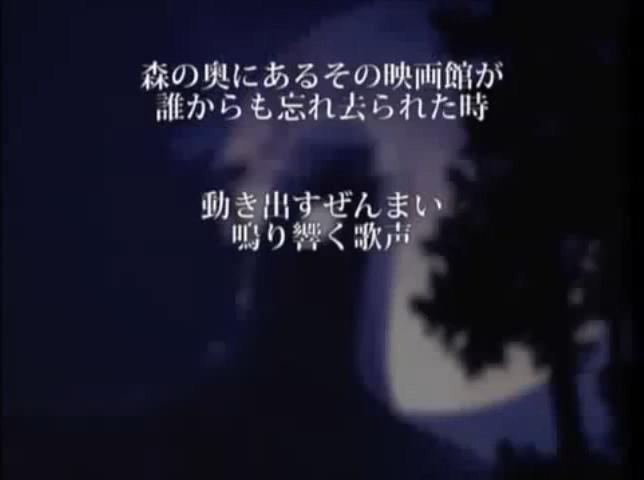 森の奥にあるその映画館が
誰からも忘れ去られた時
動き出すぜんまい
鳴り響く歌声